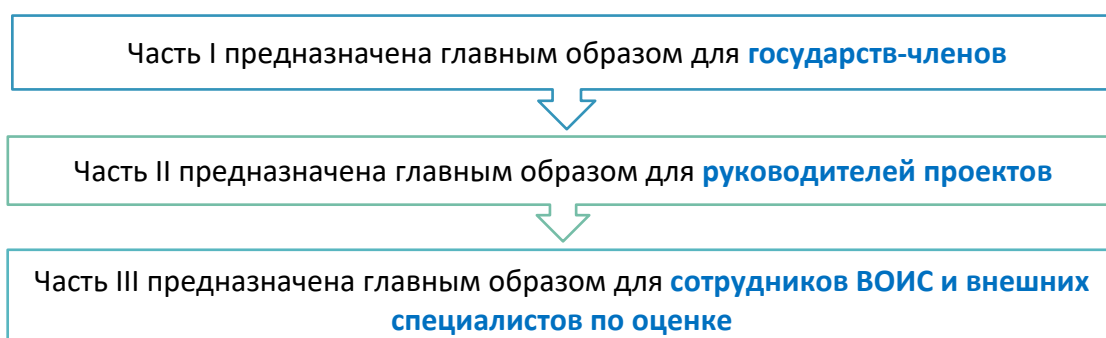 Часть I предназначена главным образом для государств-членов
Часть II предназначена главным образом для руководителей проектов
Часть III предназначена главным образом для сотрудников ВОИС и внешних
специалистов по оценке